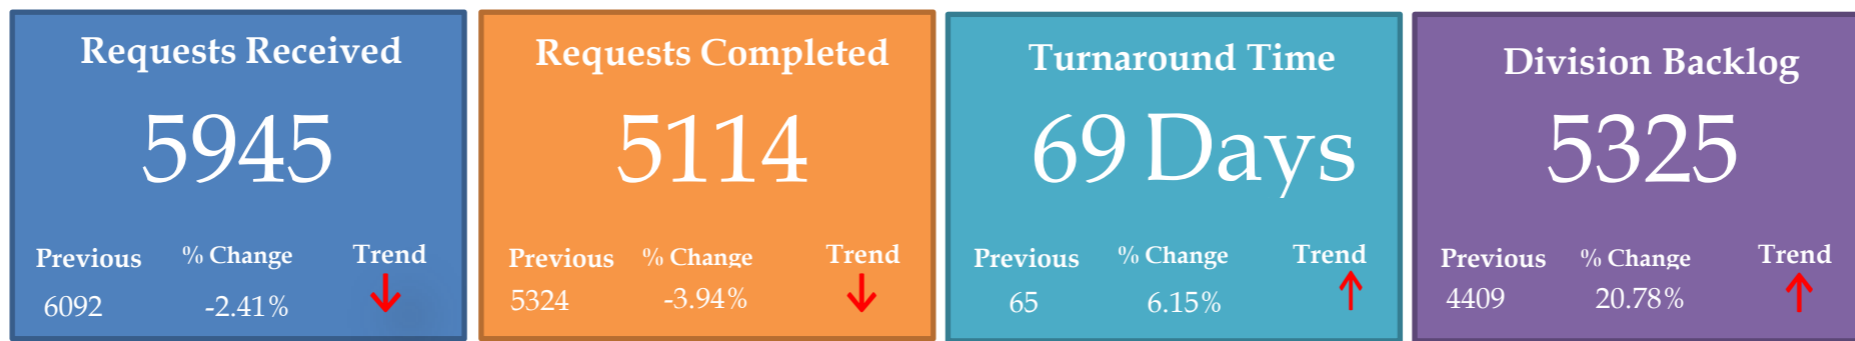 Requests Received
5945
Previous % Change Trend
6092 -2.41% ↓
Requests Completed
5114
Previous % Change Trend
5324 -3.94% ↓
Turnaround Time
69 Days
Previous % Change Trend
65 6.15% ↑
Division Backlog
5325
Previous % Change Trend
4409 20.78% ↑